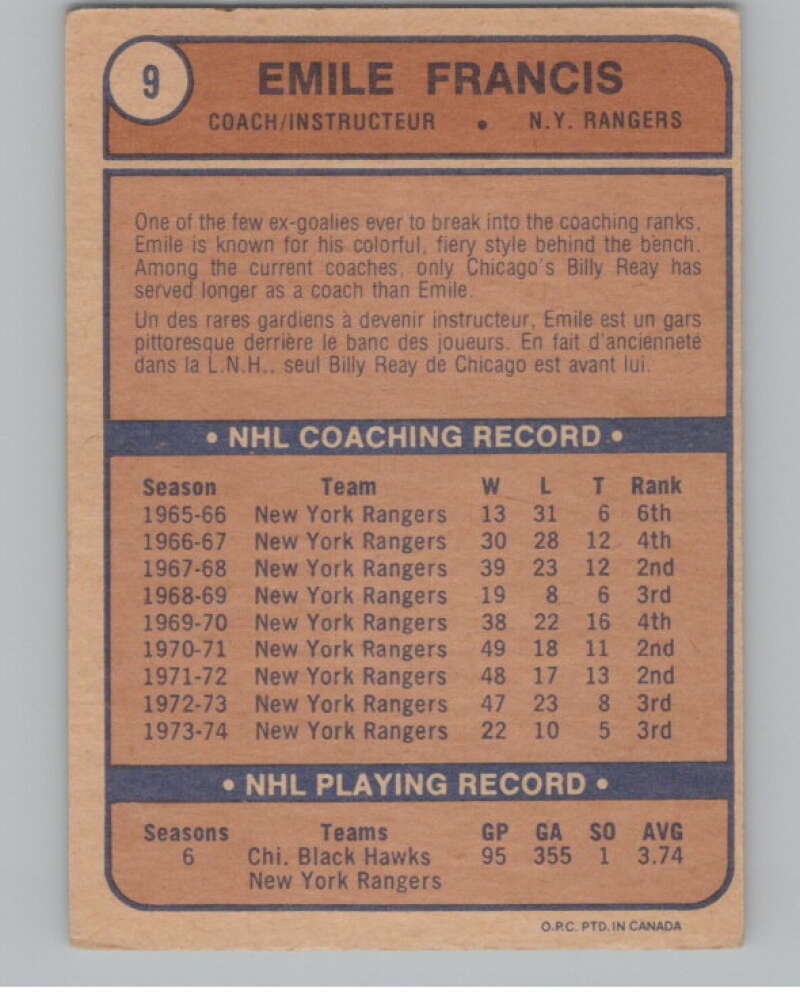 9
EMILE FRANCIS
COACH/INSTRUCTEUR • N.Y. RANGERS
One of the few ex-goalies ever to break into the coaching ranks,
Emile is known for his colorful, fiery style behind the bench.
Among the current coaches, only Chicago's Billy Reay has
served longer as a coach than Emile.
Un des rares gardiens à devenir instructeur, Emile est un gars
pittoresque derrière le banc des joueurs. En fait d'ancienneté
dans la L.N.H., seul Billy Reay de Chicago est avant lui.
• NHL COACHING RECORD •
Season Team W L T Rank
1965-66 New York Rangers 13 31 6 6th
1966-67 New York Rangers 30 28 12 4th
1967-68 New York Rangers 39 23 12 2nd
1968-69 New York Rangers 19 8 6 3rd
1969-70 New York Rangers 38 22 16 4th
1970-71 New York Rangers 49 18 11 2nd
1971-72 New York Rangers 48 17 13 2nd
1972-73 New York Rangers 47 23 8 3rd
1973-74 New York Rangers 22 10 5 3rd
• NHL PLAYING RECORD •
Seasons Teams GP GA SO AVG
6 Chi. Black Hawks 95 355 1 3.74
New York Rangers
O.P.C. PTD. IN CANADA